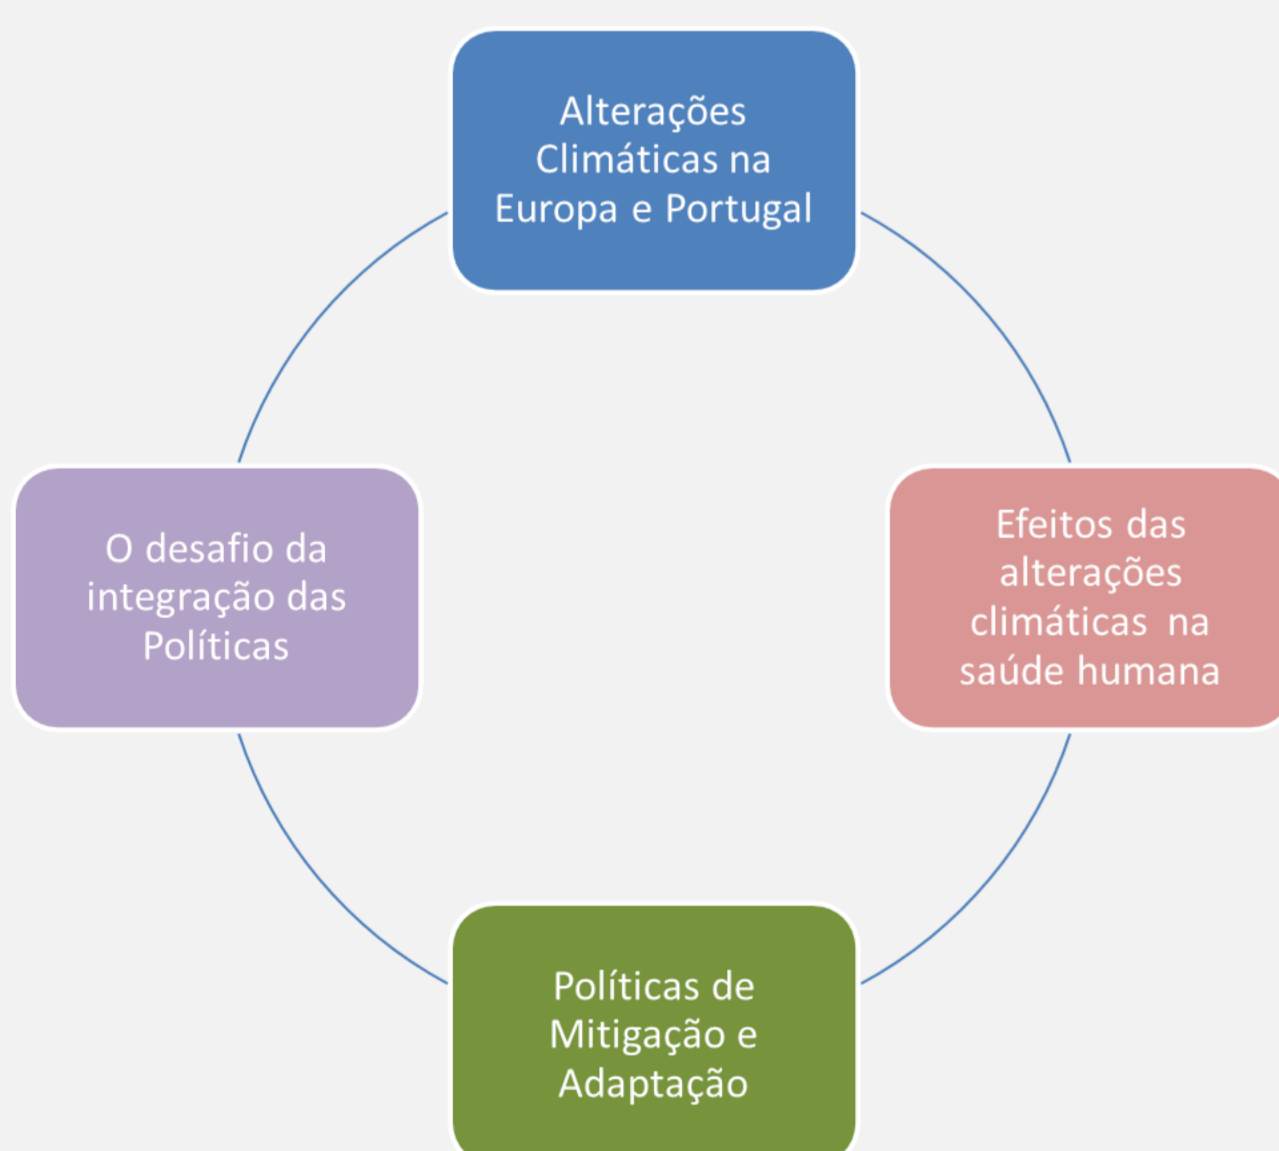 Alterações
Climáticas na
Europa e Portugal
Efeitos das
alterações
climáticas na
saúde humana
Políticas de
Mitigação e
Adaptação
O desafio da
integração das
Políticas